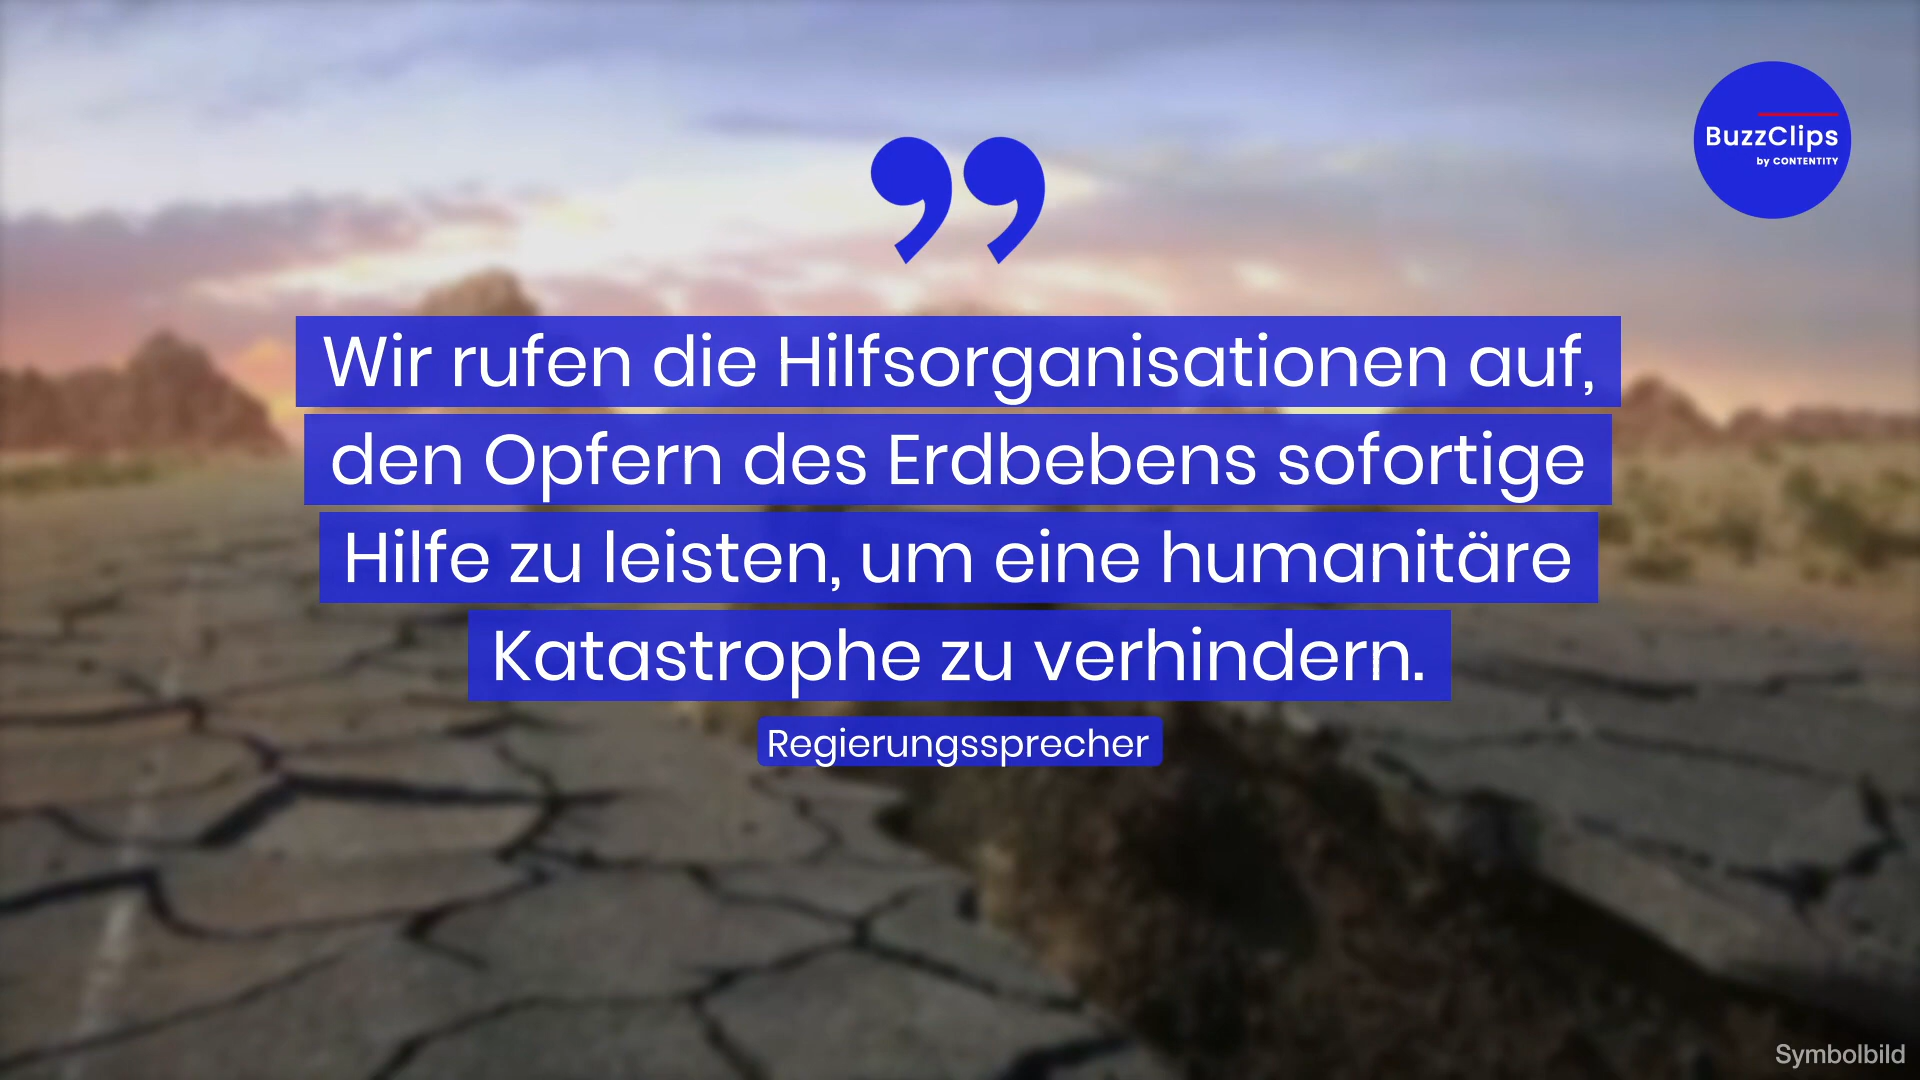 BuzzClips
by CONTENTITY
”
Wir rufen die Hilfsorganisationen auf,
den Opfern des Erdbebens sofortige
Hilfe zu leisten, um eine humanitäre
Katastrophe zu verhindern.
Regierungssprecher
Symbolbild